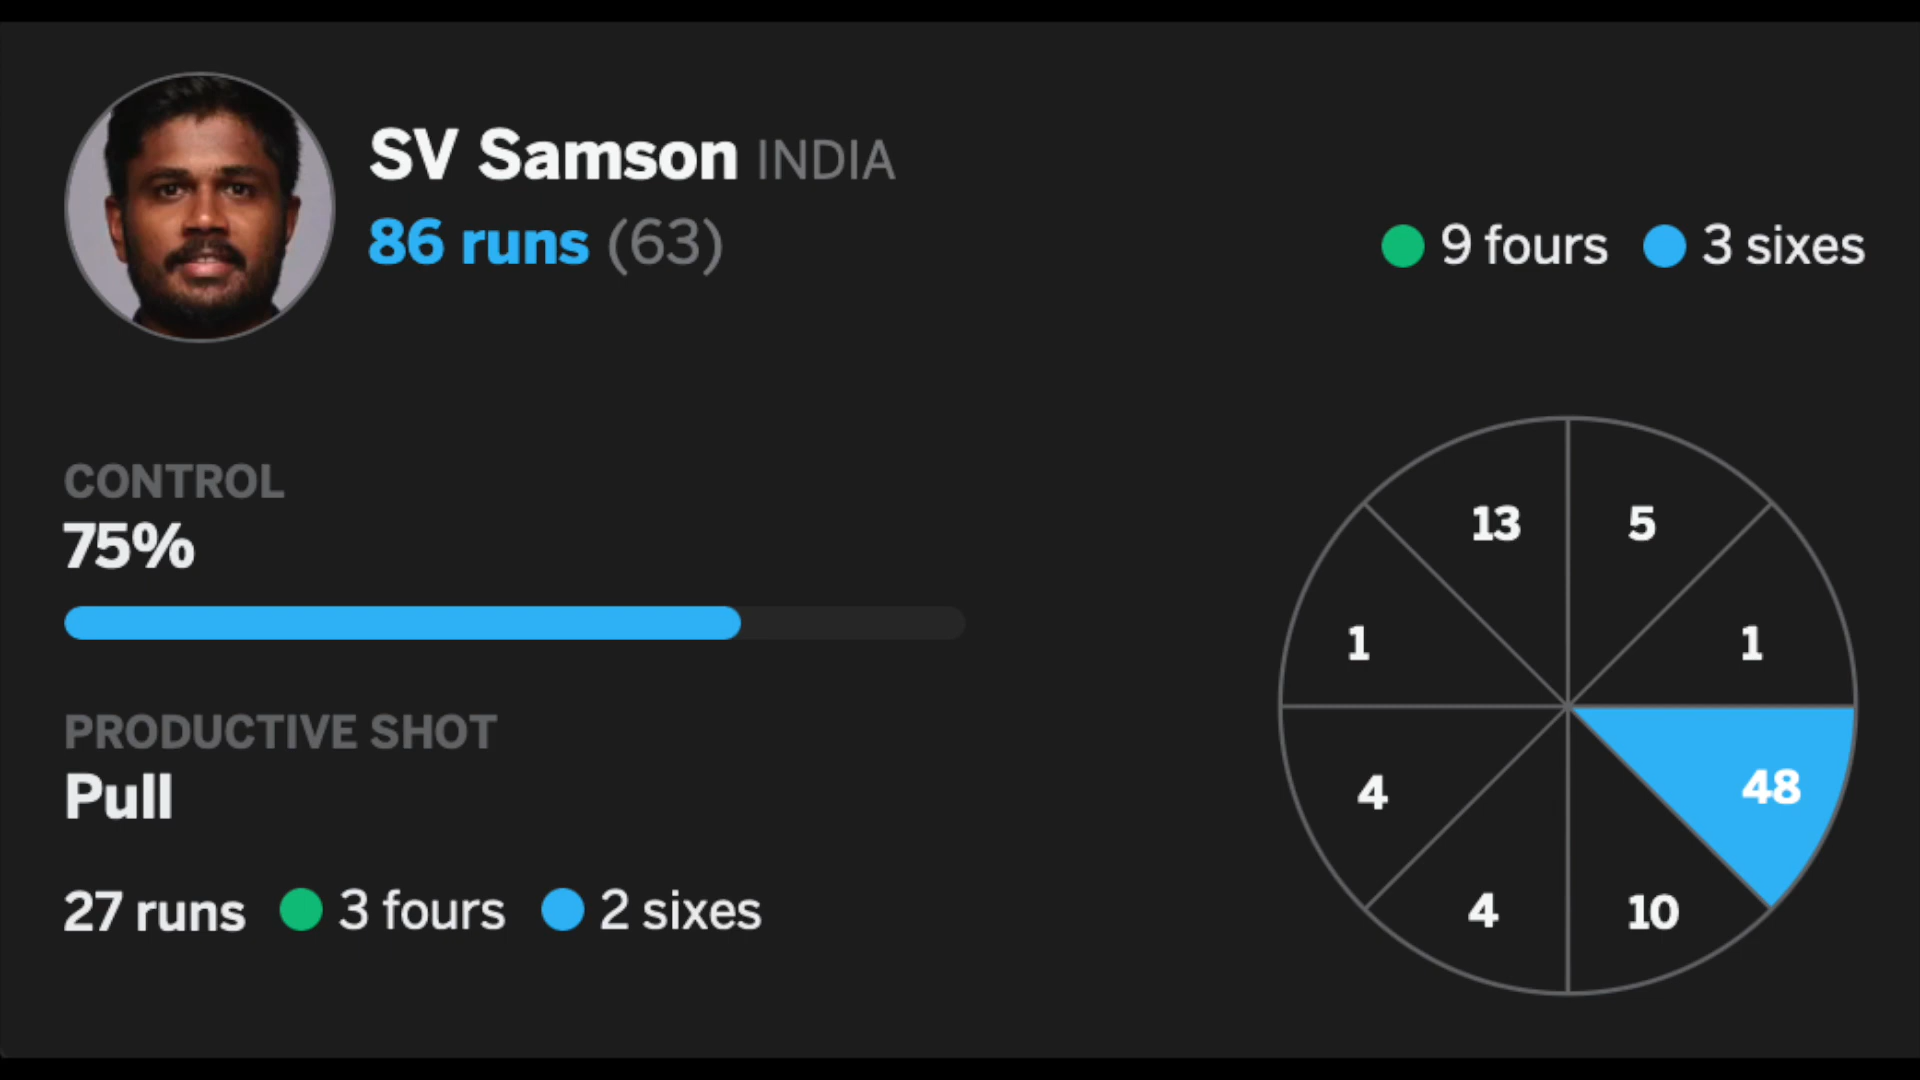 SV Samson INDIA
86 runs (63)
9 fours 3 sixes
CONTROL
75%
PRODUCTIVE SHOT
Pull
27 runs 3 fours 2 sixes
13 5
1 1
4 48
4 10